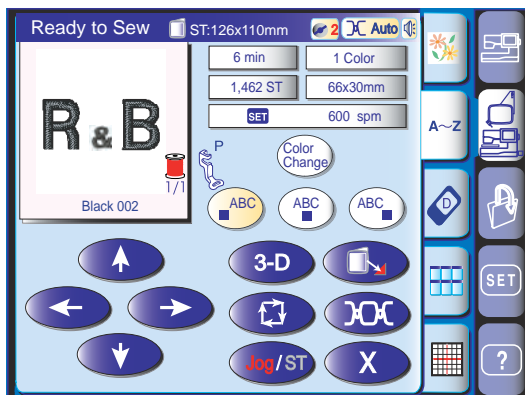 Ready to Sew ST:126x110mm 2 Auto
6 min 1 Color
1,462 ST 66x30mm
SET 600 spm
R & B
1/1
Black 002
P
Color
Change
ABC ABC ABC
3-D
Jog/ST X
A~Z
D
SET
?